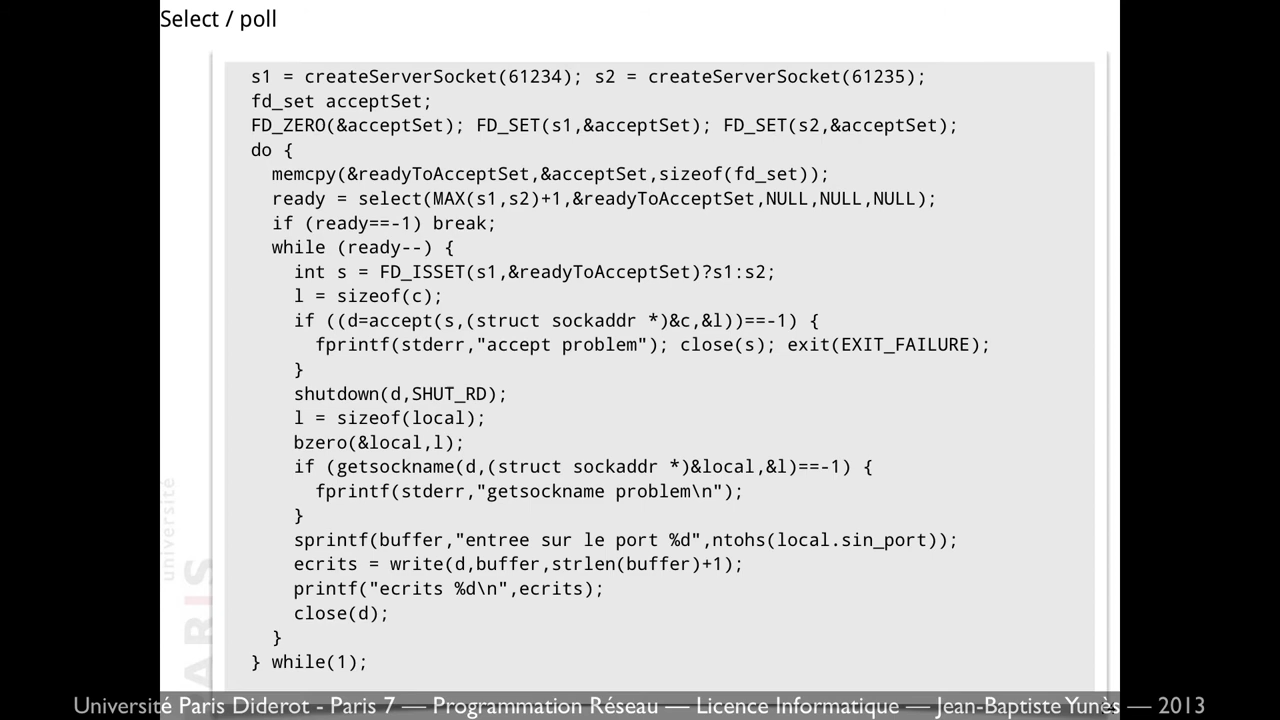 Select / poll
s1 = createServerSocket(61234); s2 = createServerSocket(61235);
fd_set acceptSet;
FD_ZERO(&acceptSet); FD_SET(s1,&acceptSet); FD_SET(s2,&acceptSet);
do {
  memcpy(&readyToAcceptSet,&acceptSet,sizeof(fd_set));
  ready = select(MAX(s1,s2)+1,&readyToAcceptSet,NULL,NULL,NULL);
  if (ready==-1) break;
  while (ready--) {
    int s = FD_ISSET(s1,&readyToAcceptSet)?s1:s2;
    l = sizeof(c);
    if ((d=accept(s,(struct sockaddr *)&c,&l))==-1) {
      fprintf(stderr,"accept problem"); close(s); exit(EXIT_FAILURE);
    }
    shutdown(d,SHUT_RD);
    l = sizeof(local);
    bzero(&local,l);
    if (getsockname(d,(struct sockaddr *)&local,&l)==-1) {
      fprintf(stderr,"getsockname problem\n");
    }
    sprintf(buffer,"entree sur le port %d",ntohs(local.sin_port));
    ecrits = write(d,buffer,strlen(buffer)+1);
    printf("ecrits %d\n",ecrits);
    close(d);
  }
} while(1);
université
PARIS
Université Paris Diderot - Paris 7 — Programmation Réseau — Licence Informatique — Jean-Baptiste Yunès — 2013